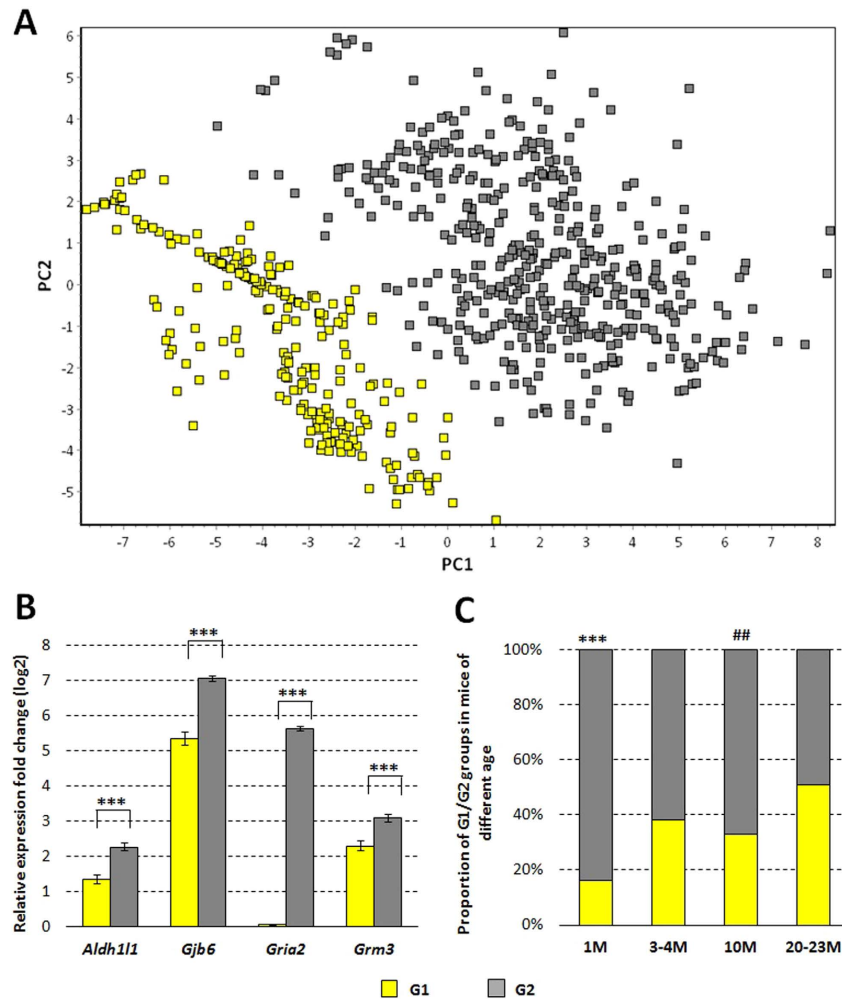 A
PC2
6
5
4
3
2
1
0
-1
-2
-3
-4
-5
-7 -6 -5 -4 -3 -2 -1 0 1 2 3 4 5 6 7 8
PC1
B
Relative expression fold change (log2)
8
7
6
5
4
3
2
1
0
***
***
***
***
Aldh1l1 Gjb6 Gria2 Grm3
C
Proportion of G1/G2 groups in mice of
different age
*** ##
100%
80%
60%
40%
20%
0%
1M 3-4M 10M 20-23M
G1 G2